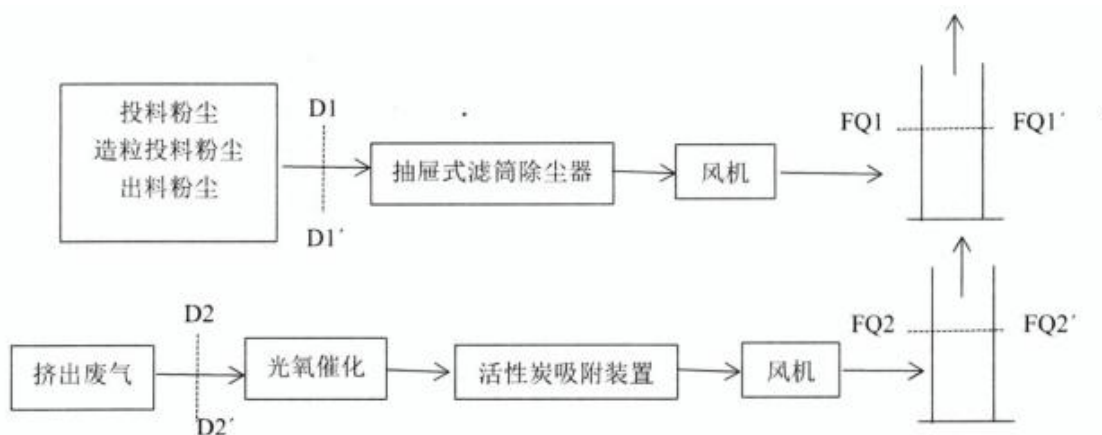 投料粉尘
造粒投料粉尘
出料粉尘
D1
D1′
抽屉式滤筒除尘器
风机
FQ1
FQ1′
挤出废气
D2
D2′
光氧催化
活性炭吸附装置
风机
FQ2
FQ2′